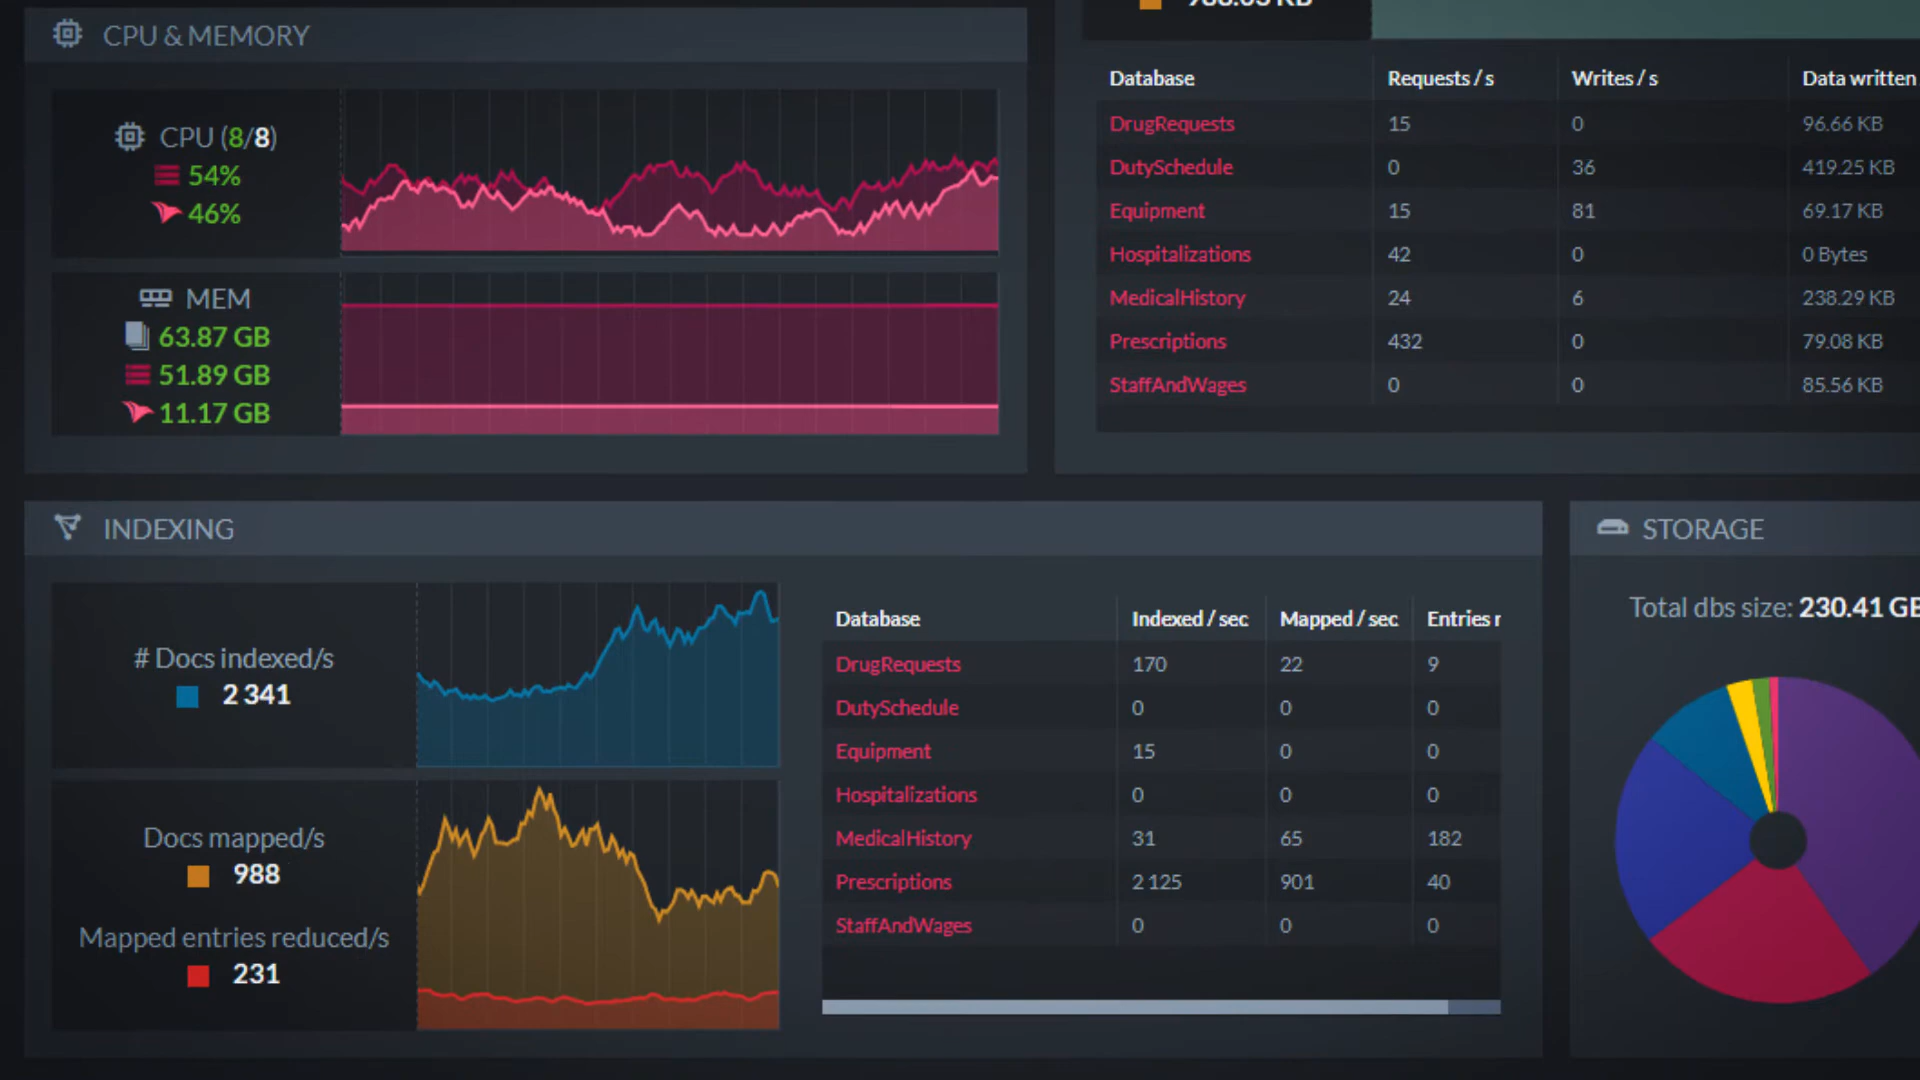 CPU & MEMORY
CPU (8/8)
54%
46%
MEM
63.87 GB
51.89 GB
11.17 GB
Database Requests / s Writes / s Data written
DrugRequests 15 0 96.66 KB
DutySchedule 0 36 419.25 KB
Equipment 15 81 69.17 KB
Hospitalizations 42 0 0 Bytes
MedicalHistory 24 6 238.29 KB
Prescriptions 432 0 79.08 KB
StaffAndWages 0 0 85.56 KB
INDEXING
# Docs indexed/s
2 341
Docs mapped/s
988
Mapped entries reduced/s
231
Database Indexed / sec Mapped / sec Entries r
DrugRequests 170 22 9
DutySchedule 0 0 0
Equipment 15 0 0
Hospitalizations 0 0 0
MedicalHistory 31 65 182
Prescriptions 2 125 901 40
StaffAndWages 0 0 0
STORAGE
Total dbs size: 230.41 GB